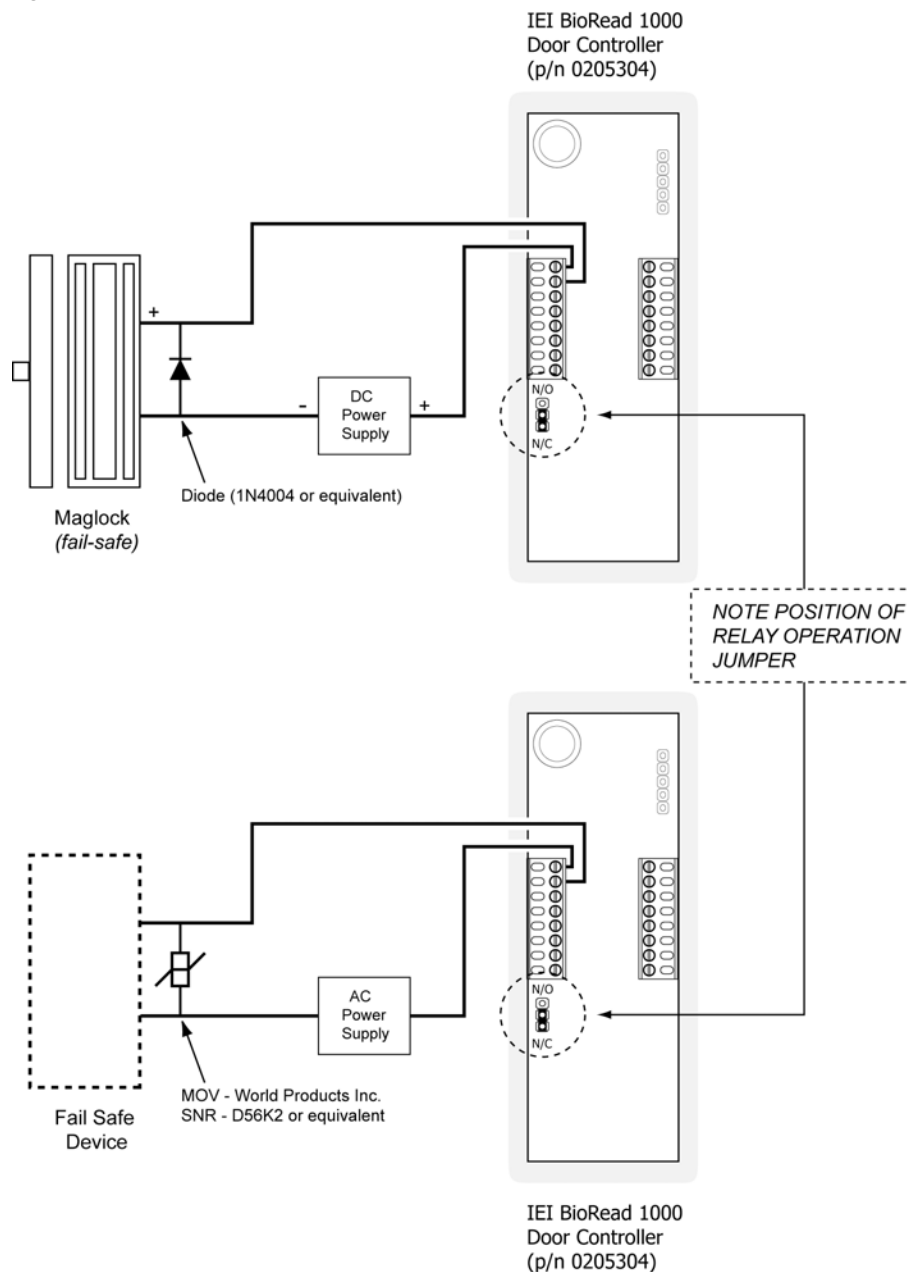 IEI BioRead 1000
Door Controller
(p/n 0205304)
+
-
DC
Power
Supply
+
N/O
N/C
Diode (1N4004 or equivalent)
Maglock
(fail-safe)
NOTE POSITION OF
RELAY OPERATION
JUMPER
AC
Power
Supply
N/O
N/C
MOV - World Products Inc.
SNR - D56K2 or equivalent
Fail Safe
Device
IEI BioRead 1000
Door Controller
(p/n 0205304)